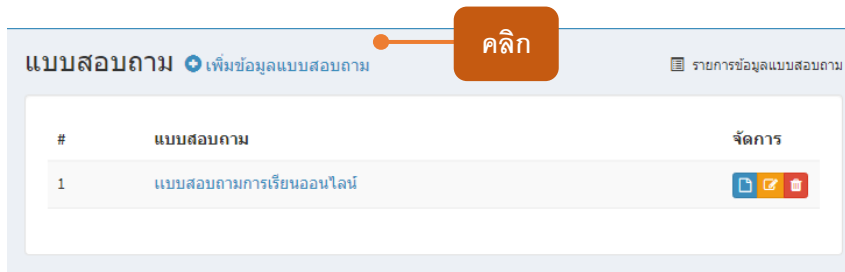 คลิก
แบบสอบถาม เพิ่มข้อมูลแบบสอบถาม
รายการข้อมูลแบบสอบถาม
# แบบสอบถาม จัดการ
1 แบบสอบถามการเรียนออนไลน์